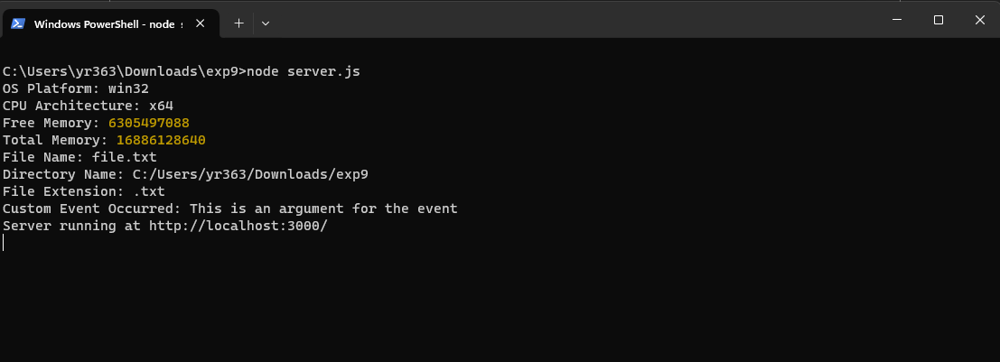 Windows PowerShell - node s
C:\Users\yr363\Downloads\exp9>node server.js
OS Platform: win32
CPU Architecture: x64
Free Memory: 6305497088
Total Memory: 16886128640
File Name: file.txt
Directory Name: C:/Users/yr363/Downloads/exp9
File Extension: .txt
Custom Event Occurred: This is an argument for the event
Server running at http://localhost:3000/